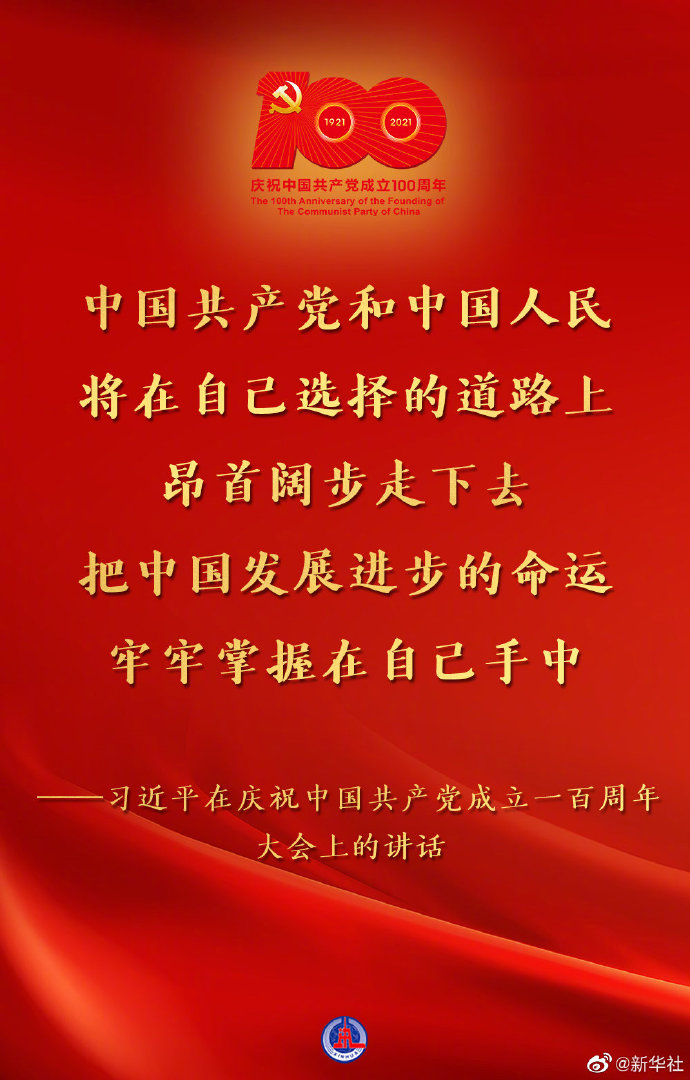 1921
2021
庆祝中国共产党成立100周年
The 100th Anniversary of the Founding of
The Communist Party of China
中国共产党和中国人民
将在自己选择的道路上
昂首阔步走下去
把中国发展进步的命运
牢牢掌握在自己手中
——习近平在庆祝中国共产党成立一百周年
大会上的讲话
XINHUA
@新华社